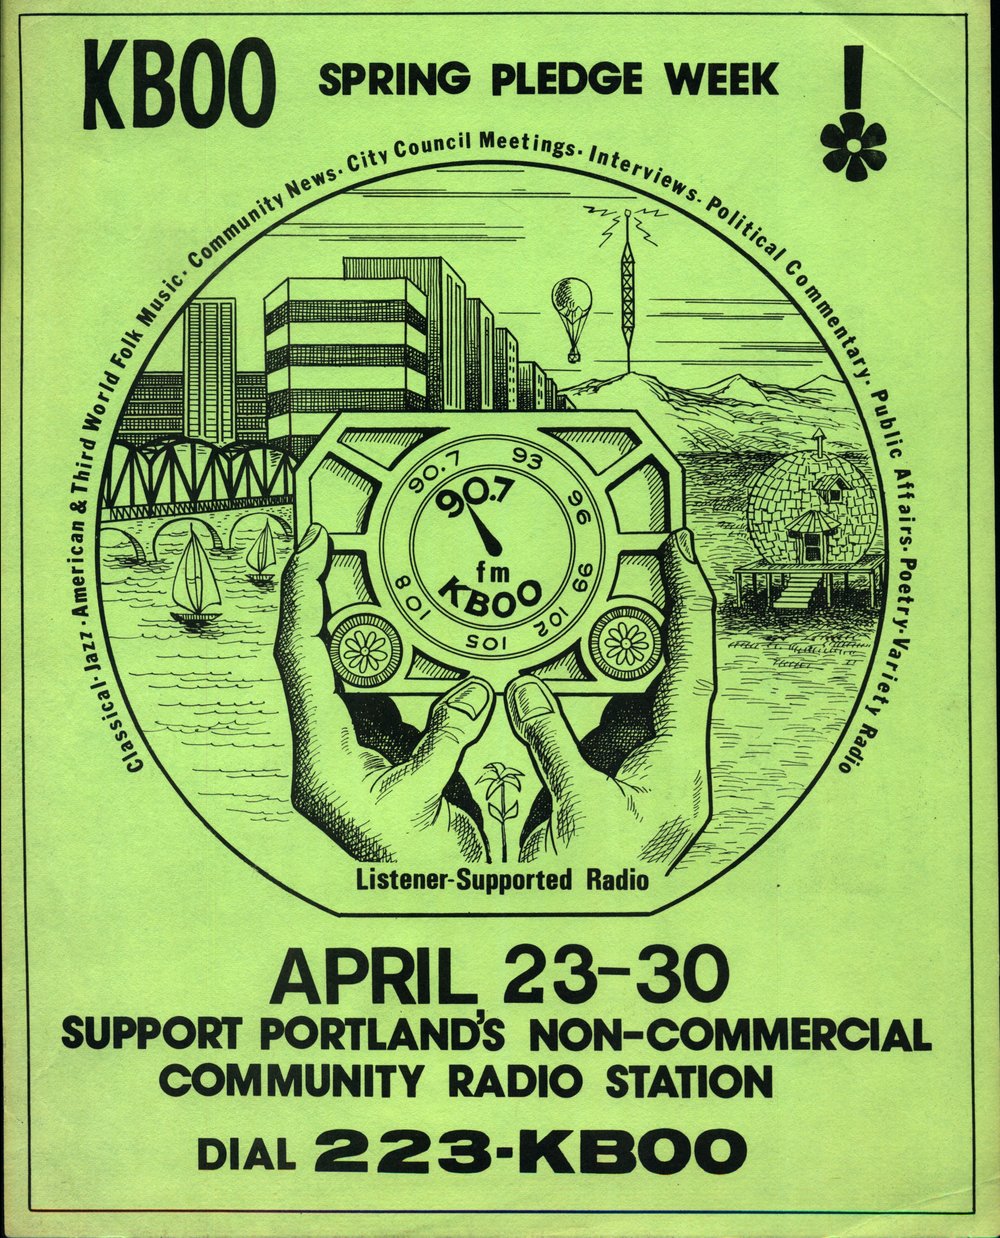 KBOO SPRING PLEDGE WEEK!
Classical·Jazz·American & Third World Folk Music·Community News·City Council Meetings·Interviews·Political Commentary·Public Affairs·Poetry·Variety Radio
90.7 93 96 99 102 105 108
90.7
fm
KBOO
Listener-Supported Radio
APRIL 23-30
SUPPORT PORTLAND'S NON-COMMERCIAL
COMMUNITY RADIO STATION
DIAL 223-KBOO